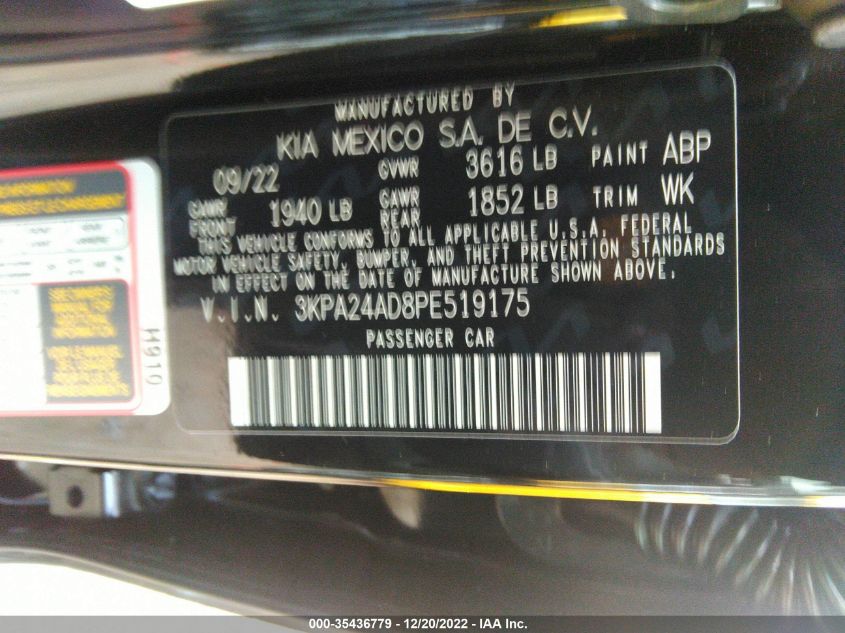 MANUFACTURED BY
KIA MEXICO S.A. DE C.V.
09/22 GVWR 3616 LB PAINT ABP
GAWR FRONT 1940 LB GAWR REAR 1852 LB TRIM WK
THIS VEHICLE CONFORMS TO ALL APPLICABLE U.S.A. FEDERAL
MOTOR VEHICLE SAFETY, BUMPER, AND THEFT PREVENTION STANDARDS
IN EFFECT ON THE DATE OF MANUFACTURE SHOWN ABOVE.
V.I.N. 3KPA24AD8PE519175
PASSENGER CAR
H910
000-35436779 - 12/20/2022 - IAA Inc.